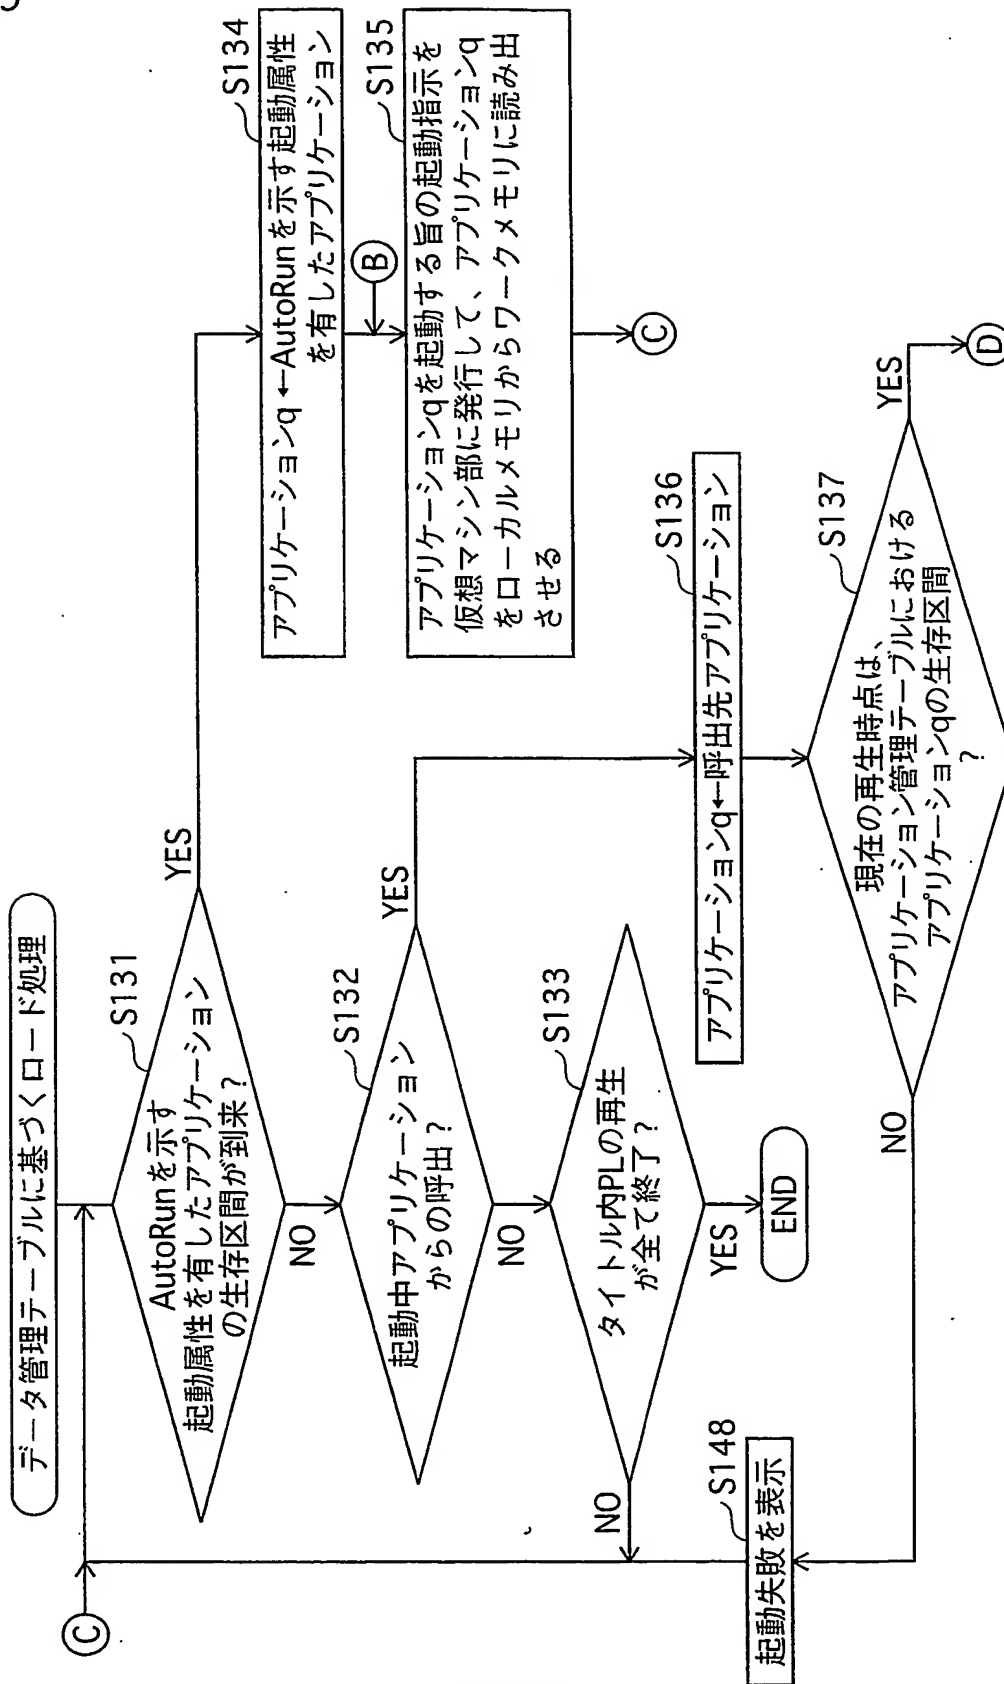 データ管理テーブルに基づくロード処理
C
S131
AutoRunを示す
起動属性を有したアプリケーション
の生存区間が到来？
YES
NO
S132
起動中アプリケーション
からの呼出？
YES
NO
S133
タイトル内PLの再生
が全て終了？
NO
YES
END
S134
アプリケーションq←AutoRunを示す起動属性
を有したアプリケーション
B
S135
アプリケーションqを起動する旨の起動指示を
仮想マシン部に発行して、アプリケーションq
をローカルメモリからワークメモリに読み出
させる
C
S136
アプリケーションq←呼出先アプリケーション
S137
現在の再生時点は、
アプリケーション管理テーブルにおける
アプリケーションqの生存区間
？
YES
D
NO
S148
起動失敗を表示